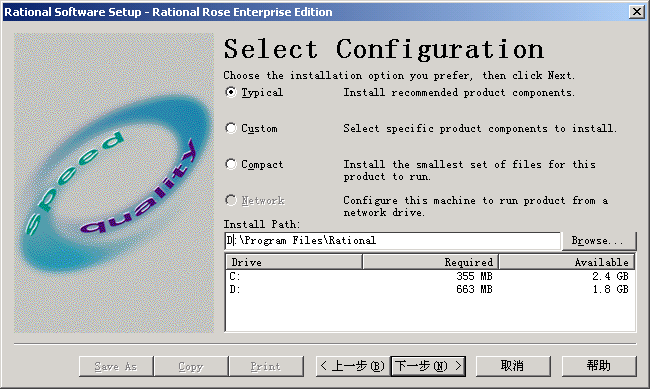 Rational Software Setup - Rational Rose Enterprise Edition
speed
quality
Select Configuration
Choose the installation option you prefer, then click Next.
Typical Install recommended product components.
Custom Select specific product components to install.
Compact Install the smallest set of files for this
product to run.
Network Configure this machine to run product from a
network drive.
Install Path:
D:\Program Files\Rational Browse...
Drive Required Available
C: 355 MB 2.4 GB
D: 663 MB 1.8 GB
Save As Copy Print < 上一步(B) 下一步(N) > 取消 帮助